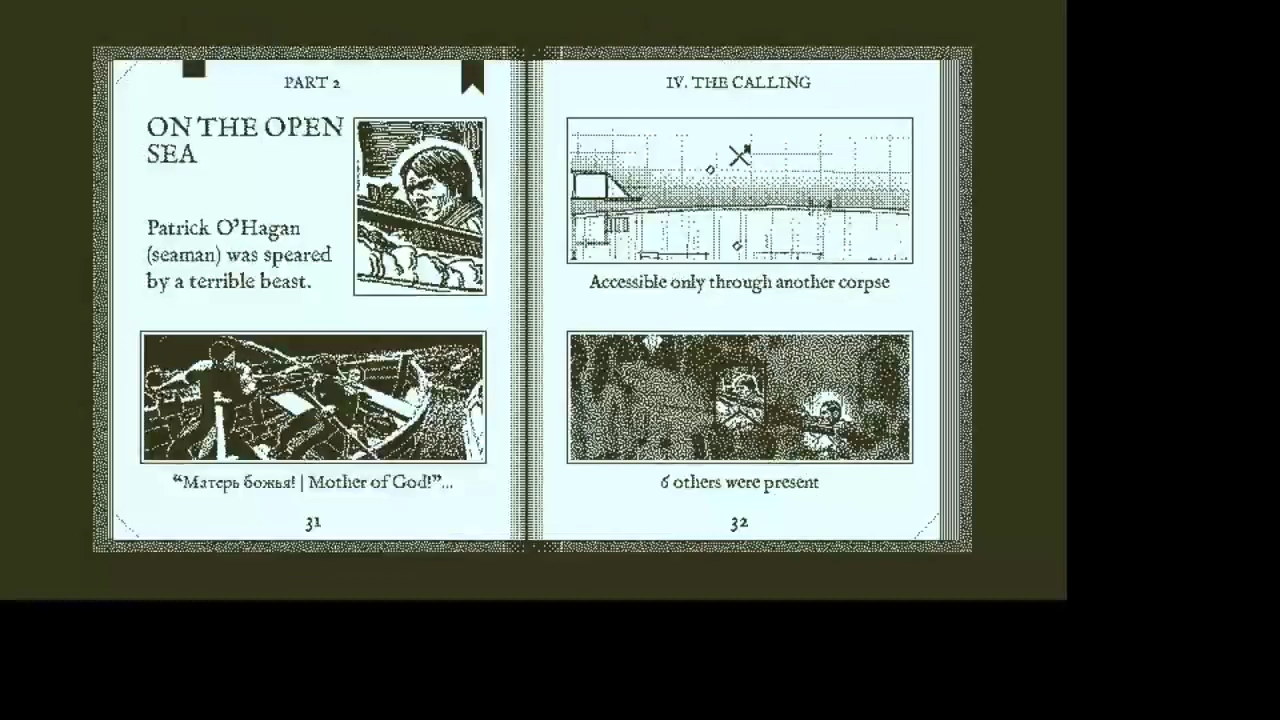 PART 2
ON THE OPEN
SEA
Patrick O'Hagan
(seaman) was speared
by a terrible beast.
“Матерь божья! | Mother of God!”...
31
IV. THE CALLING
Accessible only through another corpse
6 others were present
32